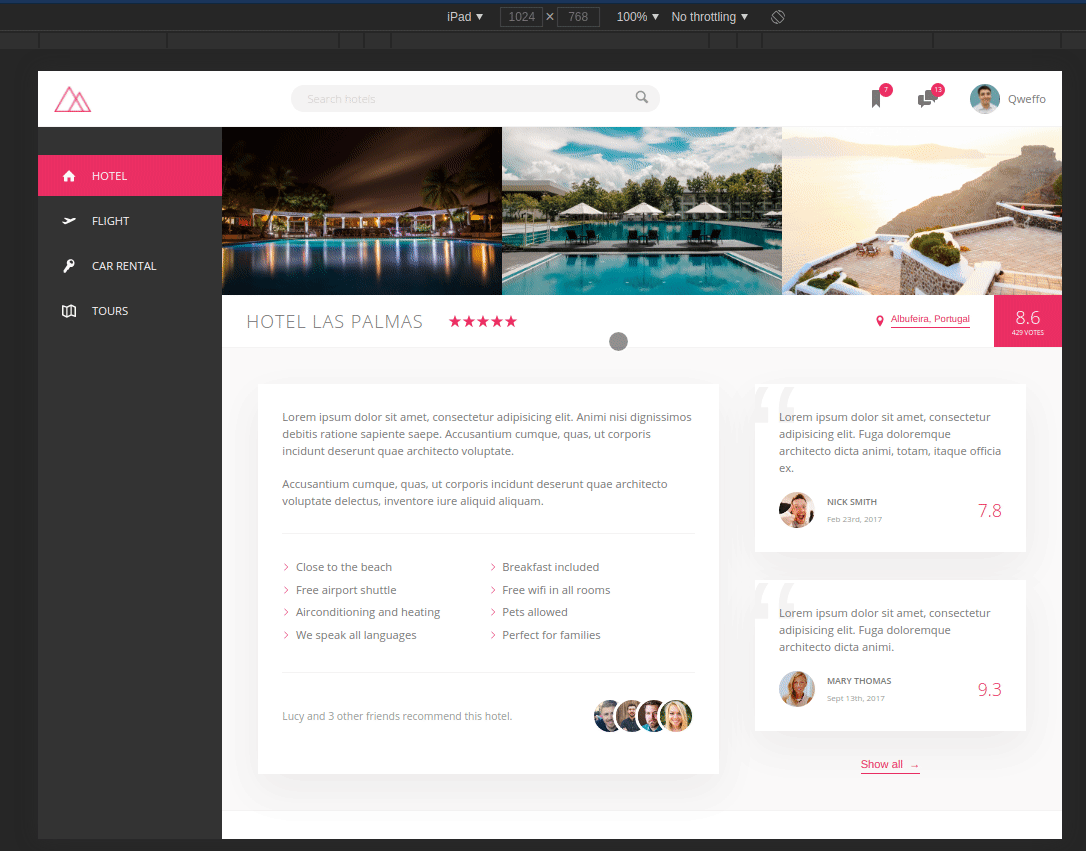 iPad ▼ 1024 × 768 100% ▼ No throttling ▼
Search hotels
7
13
Qweffo
HOTEL
FLIGHT
CAR RENTAL
TOURS
HOTEL LAS PALMAS ★★★★★
Albufeira, Portugal
8.6
429 VOTES
Lorem ipsum dolor sit amet, consectetur adipisicing elit. Animi nisi dignissimos
debitis ratione sapiente saepe. Accusantium cumque, quas, ut corporis
incidunt deserunt quae architecto voluptate.
Accusantium cumque, quas, ut corporis incidunt deserunt quae architecto
voluptate delectus, inventore iure aliquid aliquam.
Close to the beach
Free airport shuttle
Airconditioning and heating
We speak all languages
Breakfast included
Free wifi in all rooms
Pets allowed
Perfect for families
Lucy and 3 other friends recommend this hotel.
“
Lorem ipsum dolor sit amet, consectetur
adipisicing elit. Fuga doloremque
architecto dicta animi, totam, itaque officia
ex.
NICK SMITH
Feb 23rd, 2017
7.8
“
Lorem ipsum dolor sit amet, consectetur
adipisicing elit. Fuga doloremque
architecto dicta animi.
MARY THOMAS
Sept 13th, 2017
9.3
Show all →